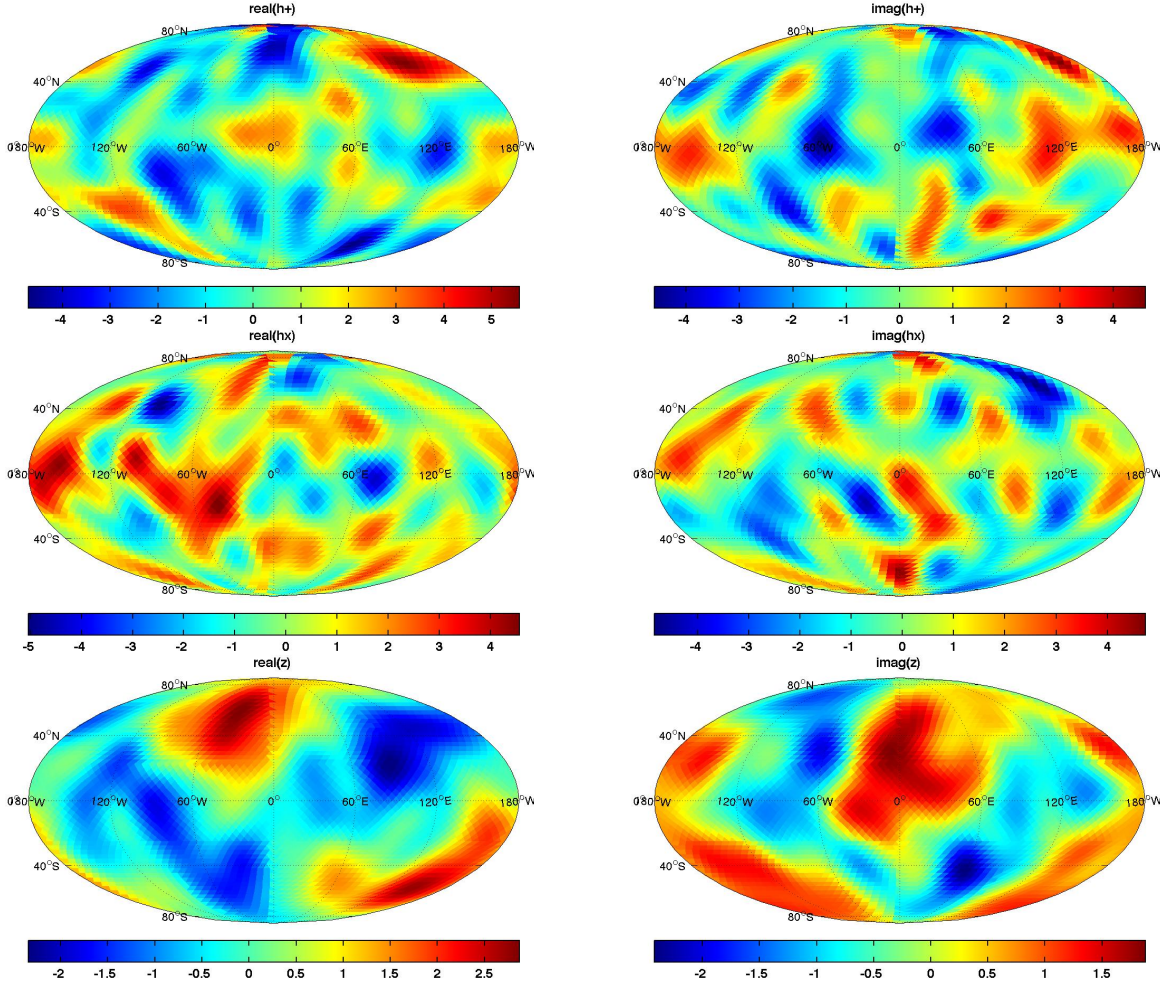 real(h+) imag(h+)
80°N 80°N
40°N 40°N
180°W 120°W 60°W 0° 60°E 120°E 180°W 180°W 120°W 60°W 0° 60°E 120°E 180°W
40°S 40°S
80°S 80°S
-4 -3 -2 -1 0 1 2 3 4 5 -4 -3 -2 -1 0 1 2 3 4
real(hx) imag(hx)
80°N 80°N
40°N 40°N
180°W 120°W 60°W 0° 60°E 120°E 180°W 180°W 120°W 60°W 0° 60°E 120°E 180°W
40°S 40°S
80°S 80°S
-5 -4 -3 -2 -1 0 1 2 3 4 -4 -3 -2 -1 0 1 2 3 4
real(z) imag(z)
80°N 80°N
40°N 40°N
180°W 120°W 60°W 0° 60°E 120°E 180°W 180°W 120°W 60°W 0° 60°E 120°E 180°W
40°S 40°S
80°S 80°S
-2 -1.5 -1 -0.5 0 0.5 1 1.5 2 2.5 -2 -1.5 -1 -0.5 0 0.5 1 1.5